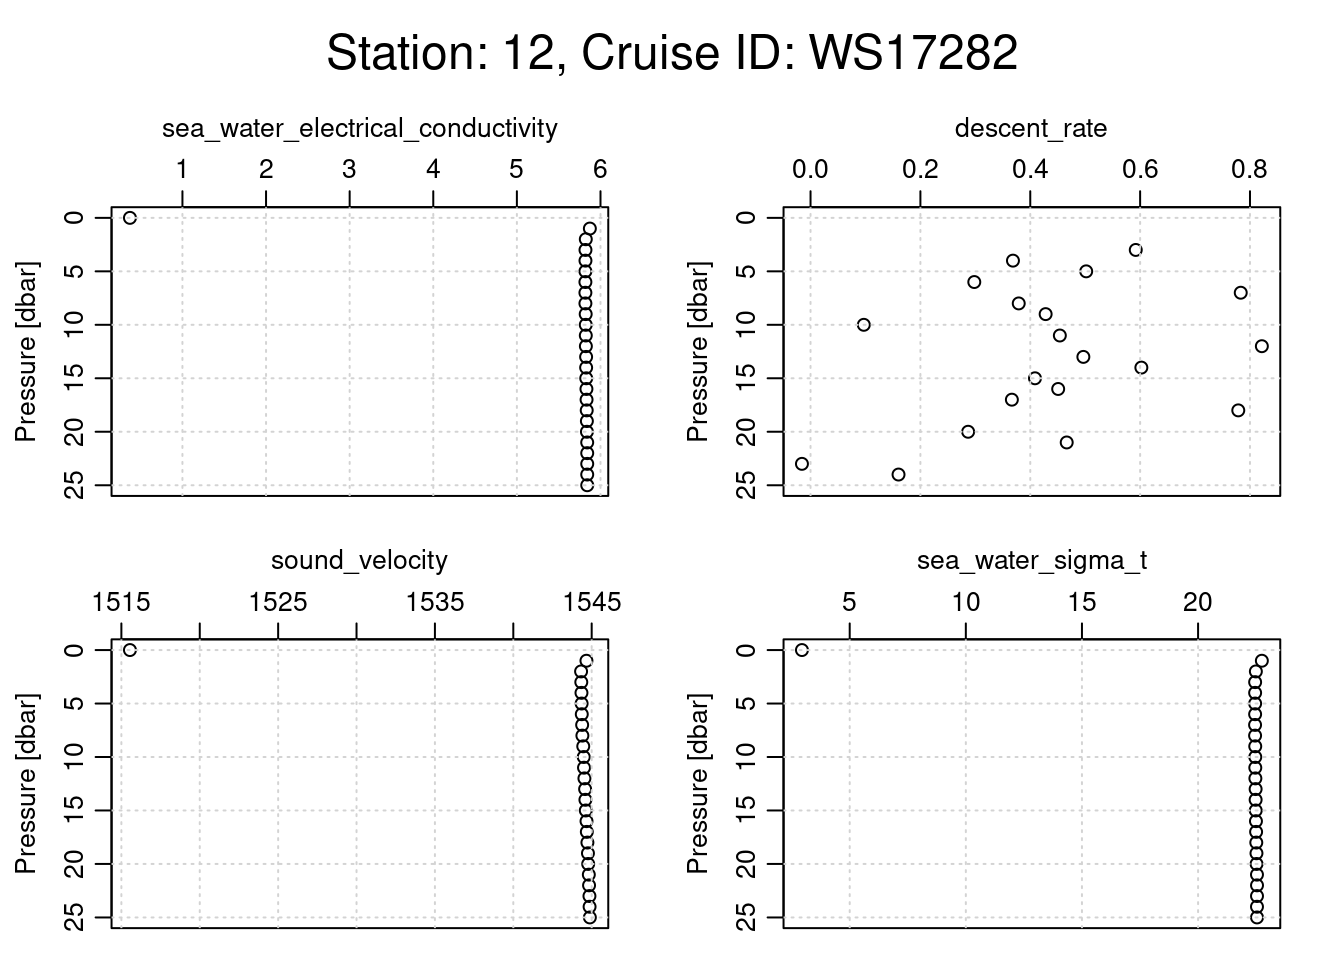 Station: 12, Cruise ID: WS17282
sea_water_electrical_conductivity
1 2 3 4 5 6
Pressure [dbar]
0 5 10 15 20 25
descent_rate
0.0 0.2 0.4 0.6 0.8
Pressure [dbar]
0 5 10 15 20 25
sound_velocity
1515 1525 1535 1545
Pressure [dbar]
0 5 10 15 20 25
sea_water_sigma_t
5 10 15 20
Pressure [dbar]
0 5 10 15 20 25